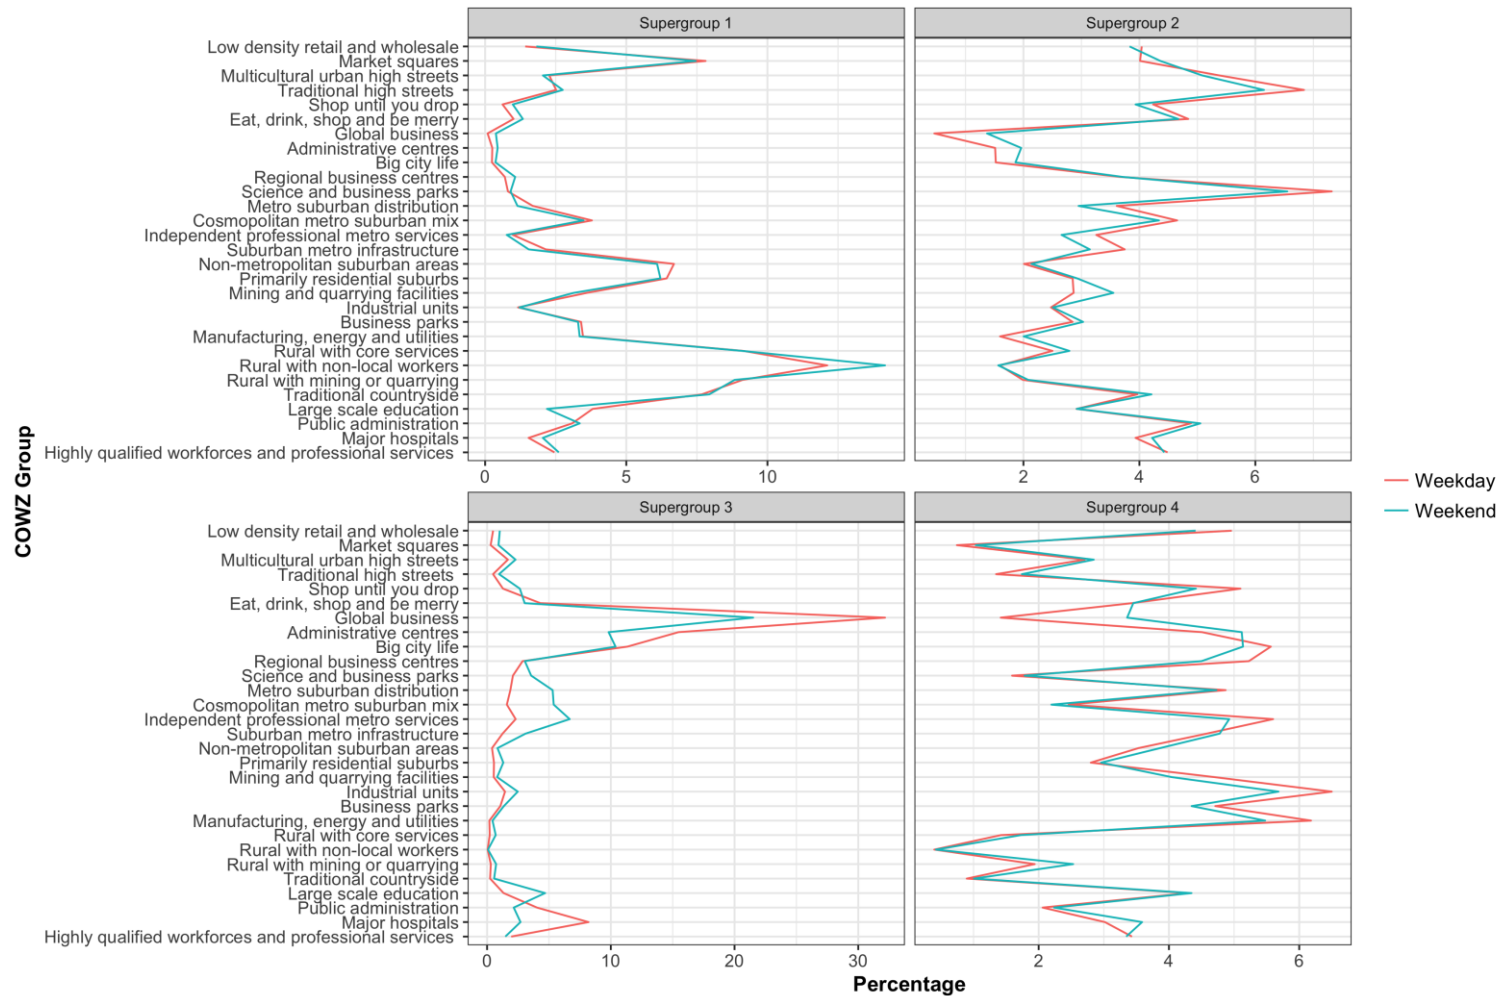 Supergroup 1
Supergroup 2
Low density retail and wholesale
Market squares
Multicultural urban high streets
Traditional high streets
Shop until you drop
Eat, drink, shop and be merry
Global business
Administrative centres
Big city life
Regional business centres
Science and business parks
Metro suburban distribution
Cosmopolitan metro suburban mix
Independent professional metro services
Suburban metro infrastructure
Non-metropolitan suburban areas
Primarily residential suburbs
Mining and quarrying facilities
Industrial units
Business parks
Manufacturing, energy and utilities
Rural with core services
Rural with non-local workers
Rural with mining or quarrying
Traditional countryside
Large scale education
Public administration
Major hospitals
Highly qualified workforces and professional services
0 5 10
2 4 6
COWZ Group
Weekday
Weekend
Supergroup 3
Supergroup 4
Low density retail and wholesale
Market squares
Multicultural urban high streets
Traditional high streets
Shop until you drop
Eat, drink, shop and be merry
Global business
Administrative centres
Big city life
Regional business centres
Science and business parks
Metro suburban distribution
Cosmopolitan metro suburban mix
Independent professional metro services
Suburban metro infrastructure
Non-metropolitan suburban areas
Primarily residential suburbs
Mining and quarrying facilities
Industrial units
Business parks
Manufacturing, energy and utilities
Rural with core services
Rural with non-local workers
Rural with mining or quarrying
Traditional countryside
Large scale education
Public administration
Major hospitals
Highly qualified workforces and professional services
0 10 20 30
2 4 6
Percentage